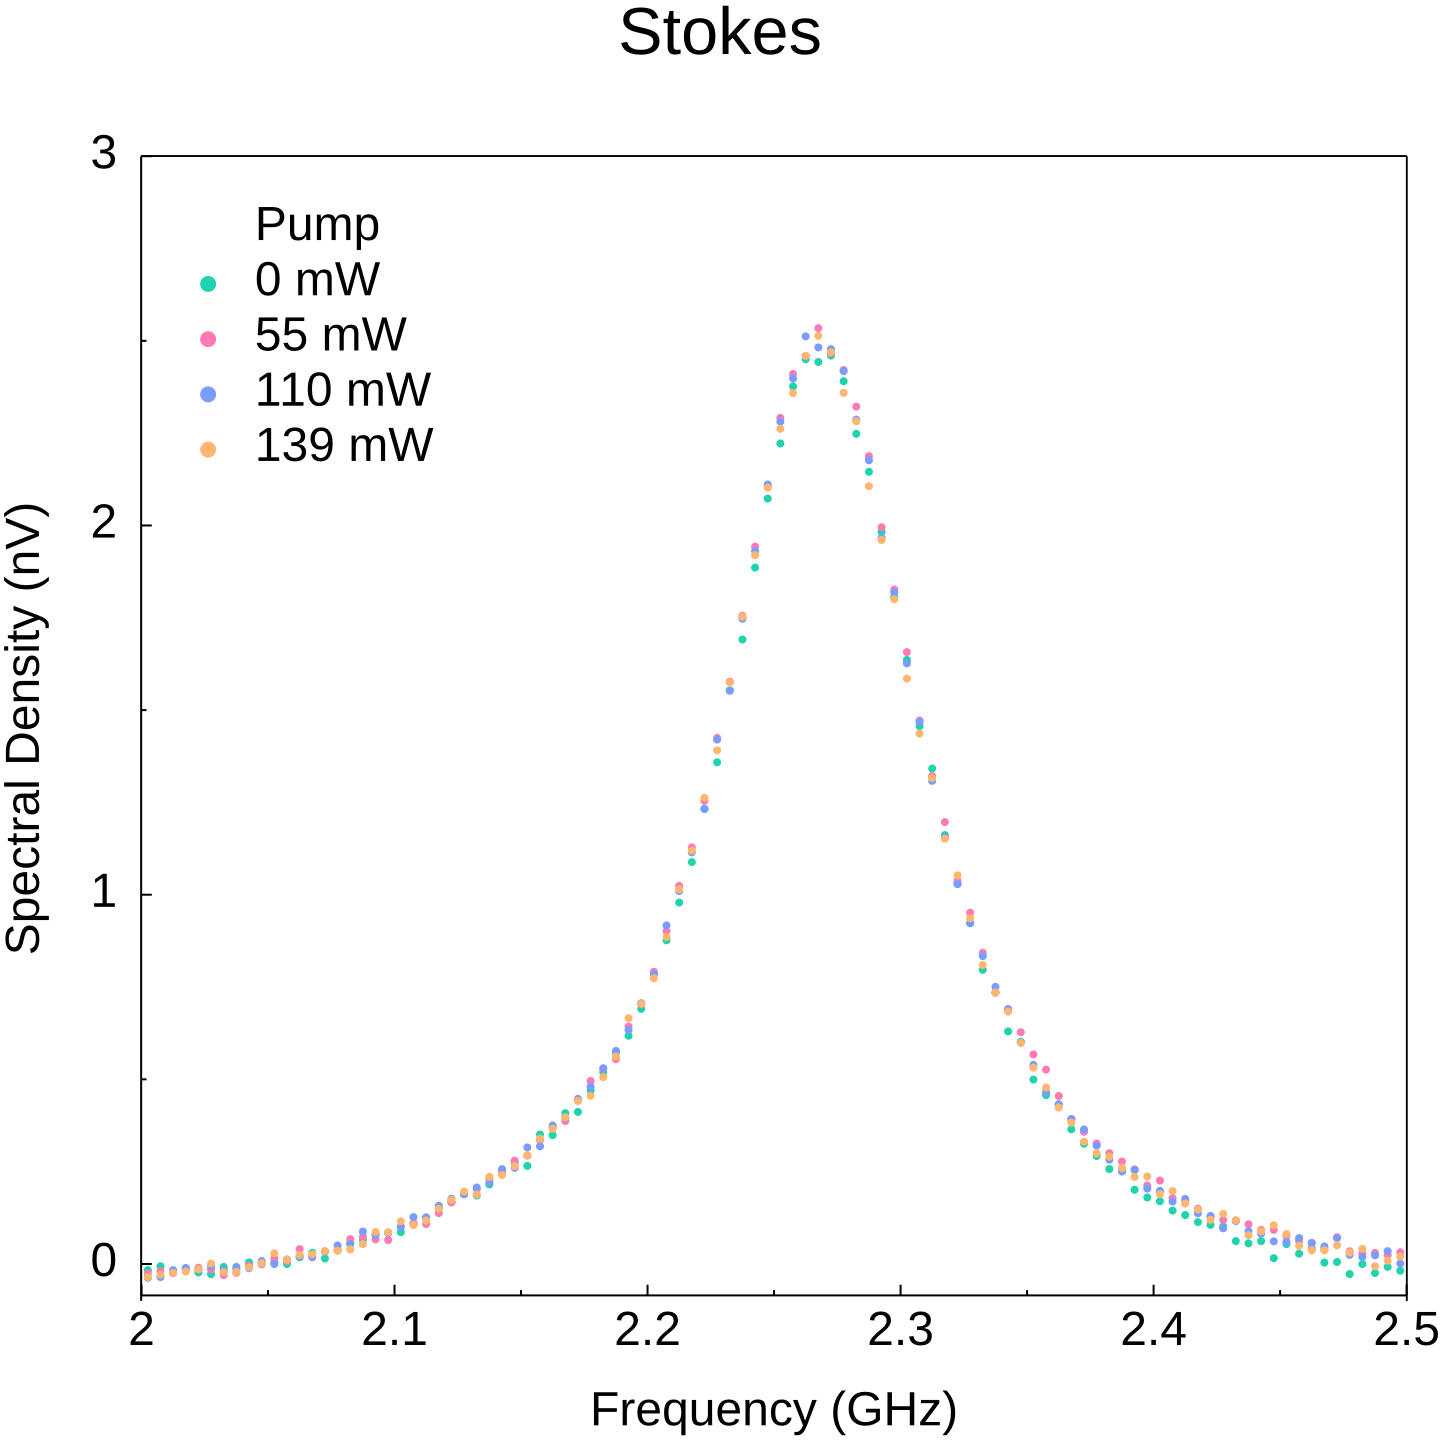 Stokes
3
Pump
0 mW
55 mW
110 mW
139 mW
2
1
0
Spectral Density (nV)
2 2.1 2.2 2.3 2.4 2.5
Frequency (GHz)